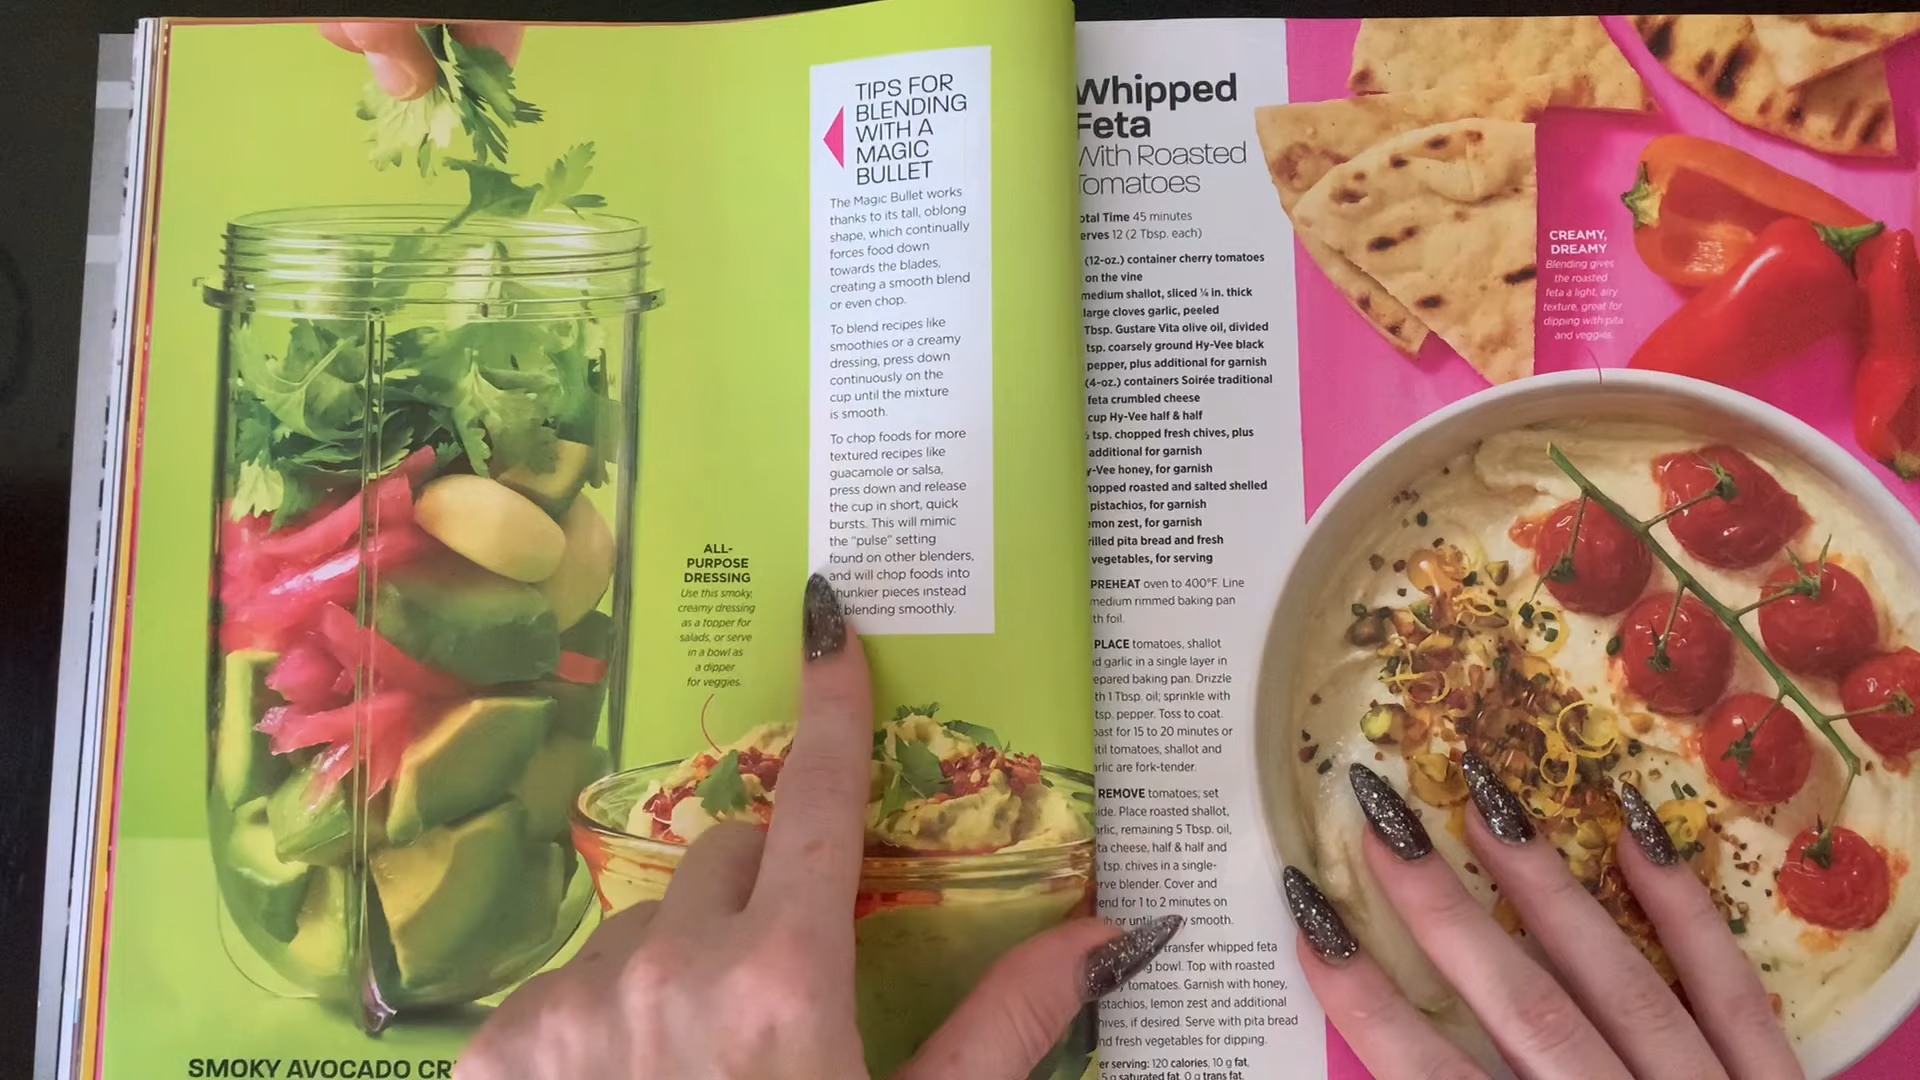 TIPS FOR
BLENDING
WITH A
MAGIC
BULLET
The Magic Bullet works
thanks to its tall, oblong
shape, which continually
forces food down
towards the blades,
creating a smooth blend
or even chop.
To blend recipes like
smoothies or a creamy
dressing, press down
continuously on the
cup until the mixture
is smooth.
To chop foods for more
textured recipes like
guacamole or salsa,
press down and release
the cup in short, quick
bursts. This will mimic
the "pulse" setting
found on other blenders,
and will chop foods into
chunkier pieces instead
blending smoothly.
ALL-
PURPOSE
DRESSING
Use this smoky,
creamy dressing
as a topper for
salads, or serve
in a bowl as
a dipper
for veggies.
SMOKY AVOCADO
Whipped
Feta
With Roasted
Tomatoes
Total Time 45 minutes
Serves 12 (2 Tbsp. each)
(12-oz.) container cherry tomatoes
on the vine
medium shallot, sliced ¼ in. thick
large cloves garlic, peeled
Tbsp. Gustare Vita olive oil, divided
tsp. coarsely ground Hy-Vee black
pepper, plus additional for garnish
(4-oz.) containers Soirée traditional
feta crumbled cheese
cup Hy-Vee half & half
tsp. chopped fresh chives, plus
additional for garnish
Hy-Vee honey, for garnish
Chopped roasted and salted shelled
pistachios, for garnish
Lemon zest, for garnish
Grilled pita bread and fresh
vegetables, for serving
PREHEAT oven to 400°F. Line
medium rimmed baking pan
with foil.
PLACE tomatoes, shallot
and garlic in a single layer in
prepared baking pan. Drizzle
with 1 Tbsp. oil; sprinkle with
tsp. pepper. Toss to coat.
Roast for 15 to 20 minutes or
until tomatoes, shallot and
garlic are fork-tender.
REMOVE tomatoes, set
aside. Place roasted shallot,
garlic, remaining 5 Tbsp. oil,
feta cheese, half & half and
tsp. chives in a single-
serve blender. Cover and
blend for 1 to 2 minutes on
or until smooth.
transfer whipped feta
bowl. Top with roasted
tomatoes. Garnish with honey,
pistachios, lemon zest and additional
chives, if desired. Serve with pita bread
and fresh vegetables for dipping.
Per serving: 120 calories, 10 g fat,
saturated fat, 0 g trans fat,
CREAMY,
DREAMY
Blending gives
the roasted
feta a light, airy
texture, great for
dipping with pita
and veggies.